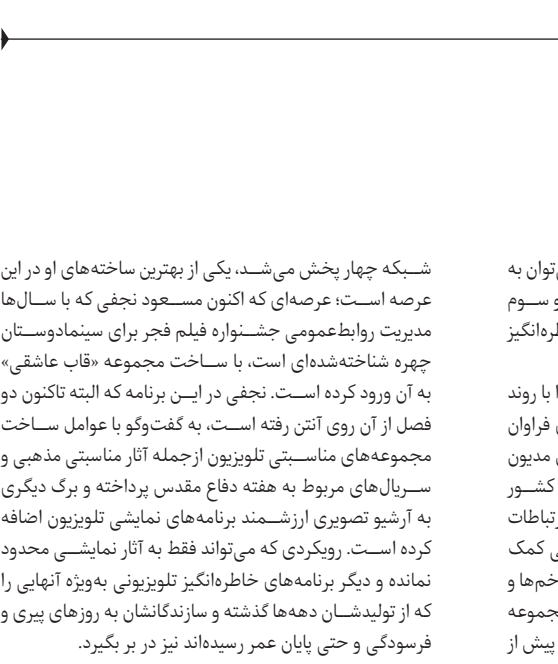 ‌توان به
و سوم
طره‌انگیز
ا با روند
ی فراوان
ی مدیون
کشور
رتباطات
ی کمک
خم‌ها و
جموعه
پیش از
شبکه چهار پخش می‌شد، یکی از بهترین ساخته‌های او در این
عرصه است؛ عرصه‌ای که اکنون مسعود نجفی که با سال‌ها
مدیریت روابط‌عمومی جشنواره فیلم فجر برای سینمادوستان
چهره شناخته‌شده‌ای است، با ساخت مجموعه «قاب عاشقی»
به آن ورود کرده است. نجفی در این برنامه که البته تاکنون دو
فصل از آن روی آنتن رفته است، به گفت‌وگو با عوامل ساخت
مجموعه‌های مناسبتی تلویزیون ازجمله آثار مناسبتی مذهبی و
سریال‌های مربوط به هفته دفاع مقدس پرداخته و برگ دیگری
به آرشیو تصویری ارزشمند برنامه‌های نمایشی تلویزیون اضافه
کرده است. رویکردی که می‌تواند فقط به آثار نمایشی محدود
نمانده و دیگر برنامه‌های خاطره‌انگیز تلویزیونی به‌ویژه آنهایی را
که از تولیدشان دهه‌ها گذشته و سازندگانشان به روزهای پیری و
فرسودگی و حتی پایان عمر رسیده‌اند نیز در بر بگیرد.